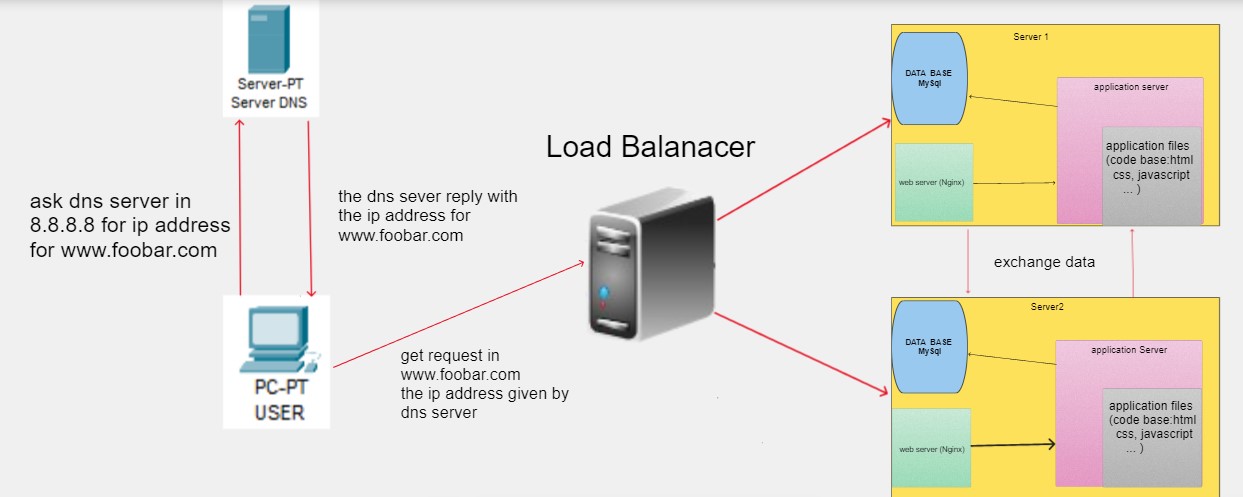 Server-PT
Server DNS
ask dns server in
8.8.8.8 for ip address
for www.foobar.com
the dns sever reply with
the ip address for
www.foobar.com
PC-PT
USER
get request in
www.foobar.com
the ip address given by
dns server
Load Balanacer
Server 1
DATA BASE
MySql
application server
application files
(code base:html
css, javascript
... )
web server (Nginx)
exchange data
Server2
DATA BASE
MySql
application Server
application files
(code base:html
css, javascript
... )
web server (Nginx)